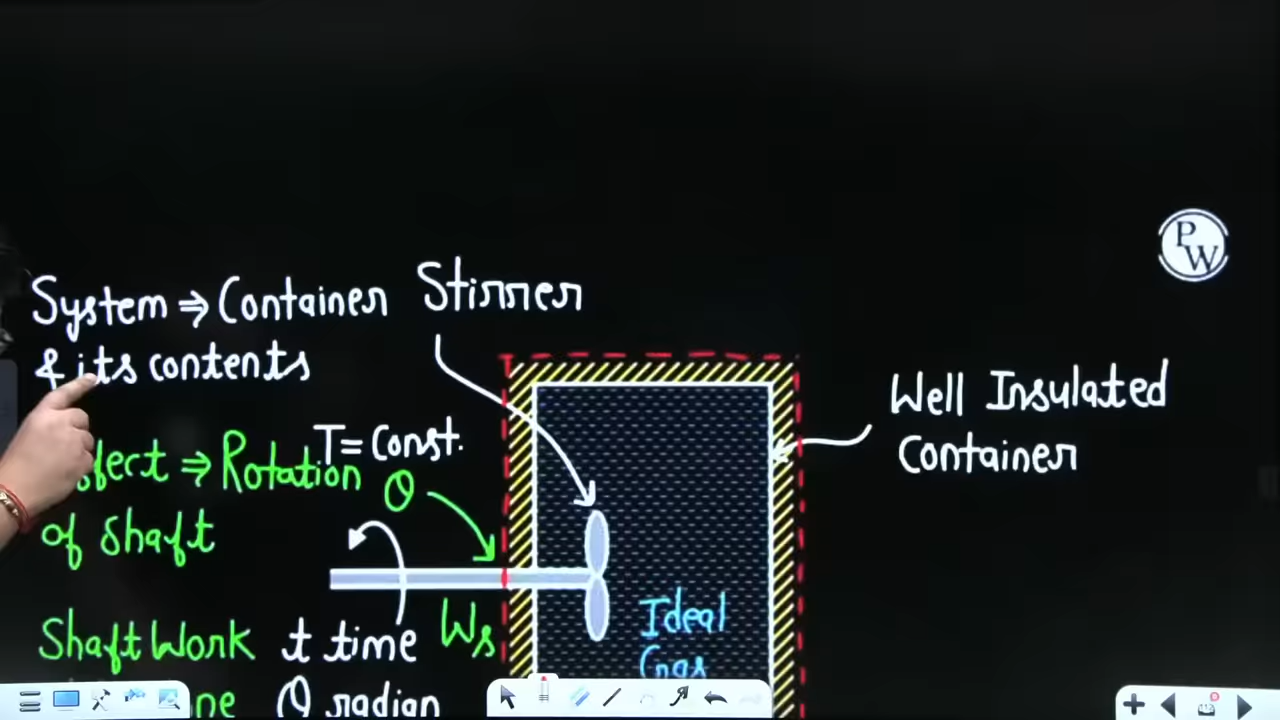 PW
System ⇒ Container
& its contents
Stirrer
Well Insulated
Container
T = Const.
⇒ Rotation
of shaft
θ
Shaft Work
t time
Ws
θ radian
Ideal
Gas